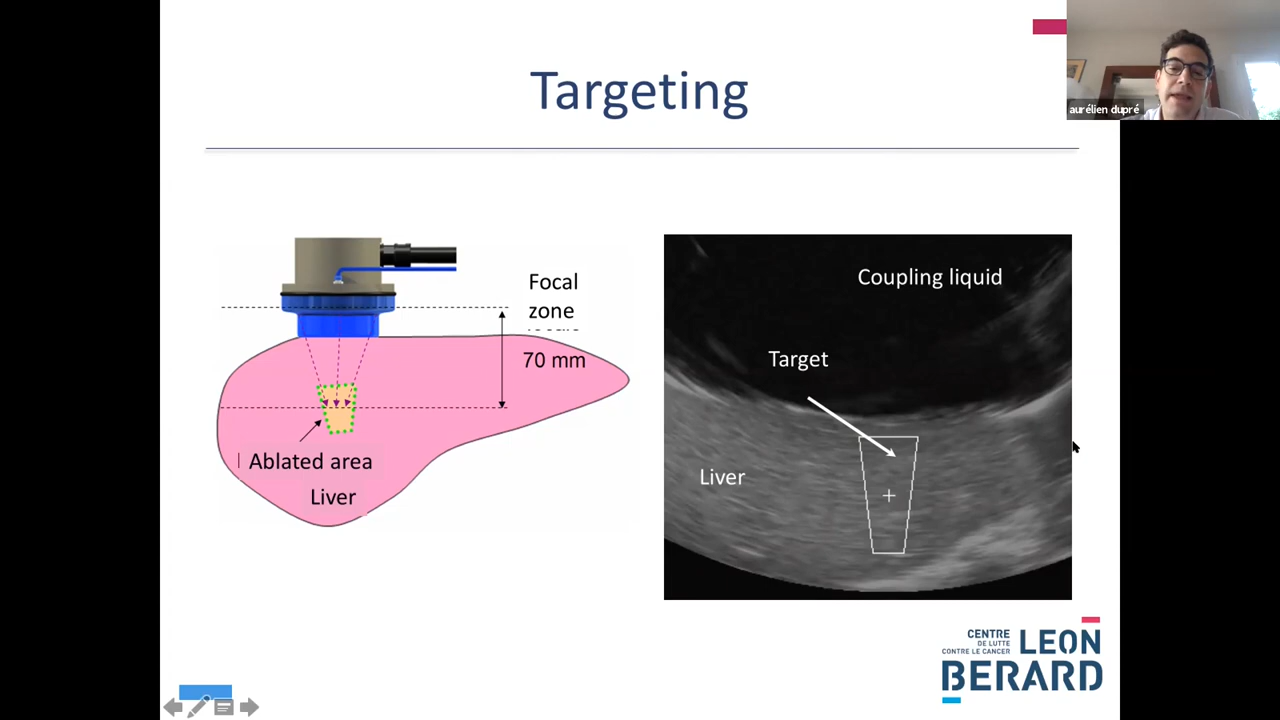 Targeting
aurélien dupré
Focal
zone
70 mm
Ablated area
Liver
Coupling liquid
Target
Liver
CENTRE
DE LUTTE
CONTRE LE CANCER
LEON
BERARD